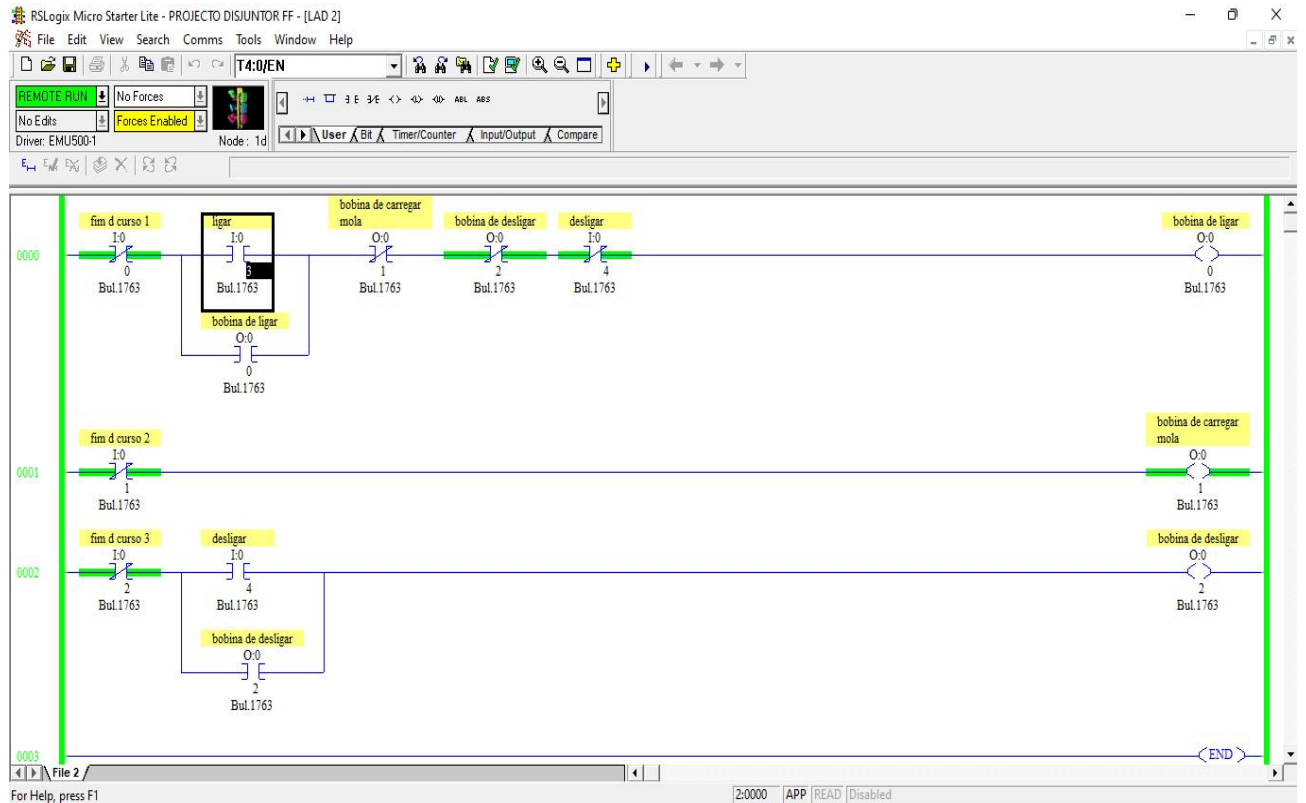 RSLogix Micro Starter Lite - PROJECTO DISJUNTOR FF - [LAD 2]
File Edit View Search Comms Tools Window Help
T4:0/EN
REMOTE RUN No Forces
No Edits Forces Enabled
Driver: EMU500-1 Node : 1d
ABL ABS
User Bit Timer/Counter Input/Output Compare
bobina de carregar
fim d curso 1 ligar mola bobina de desligar desligar bobina de ligar
I:0 I:0 O:0 O:0 I:0 O:0
0000
0 3 1 2 4 0
Bul.1763 Bul.1763 Bul.1763 Bul.1763 Bul.1763 Bul.1763
bobina de ligar
O:0
0
Bul.1763
bobina de carregar
fim d curso 2 mola
I:0 O:0
0001
1 1
Bul.1763 Bul.1763
fim d curso 3 desligar bobina de desligar
I:0 I:0 O:0
0002
2 4 2
Bul.1763 Bul.1763 Bul.1763
bobina de desligar
O:0
2
Bul.1763
0003 END
File 2
For Help, press F1 2:0000 APP READ Disabled